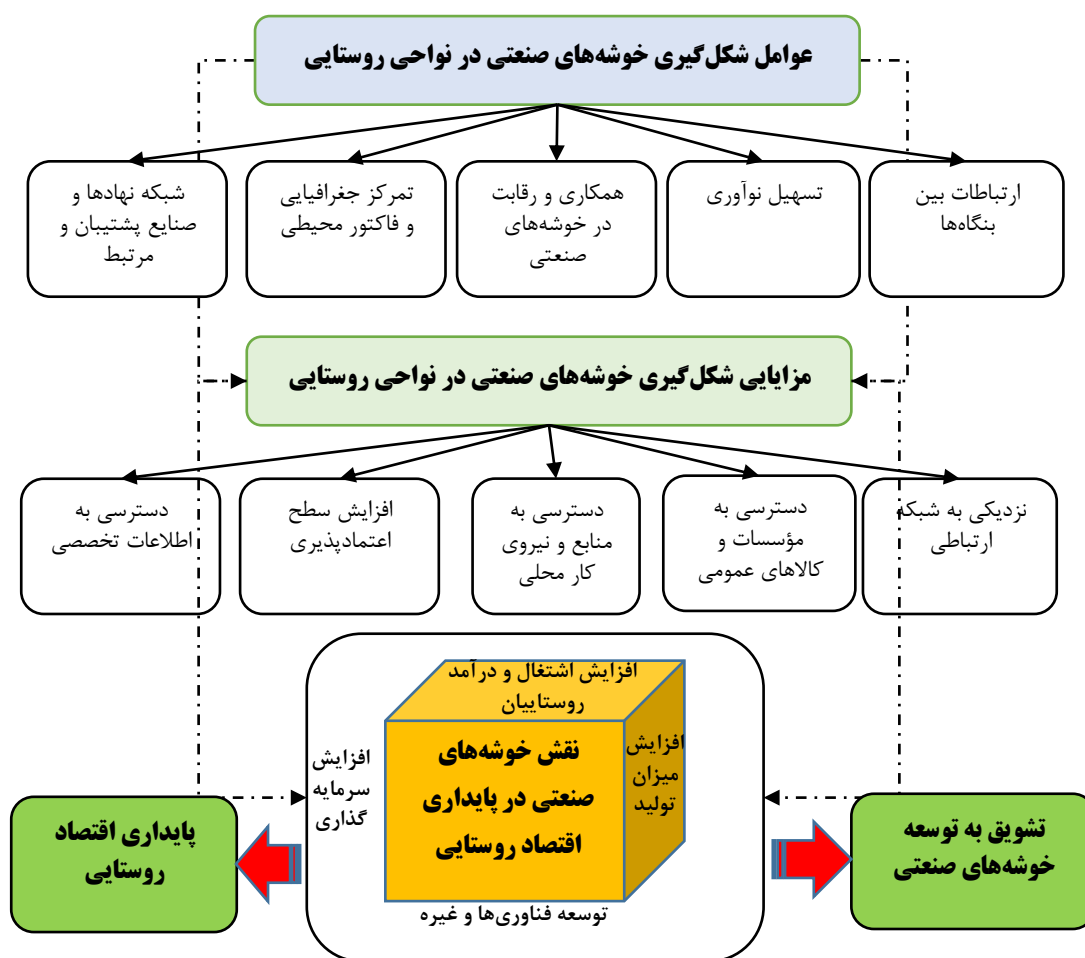 عوامل شکل‌گیری خوشه‌های صنعتی در نواحی روستایی
ارتباطات بین
بنگاه‌ها
تسهیل نوآوری
همکاری و رقابت
در خوشه‌های
صنعتی
تمرکز جغرافیایی
و فاکتور محیطی
شبکه نهادها و
صنایع پشتیبان و
مرتبط
مزایایی شکل‌گیری خوشه‌های صنعتی در نواحی روستایی
نزدیکی به شبکه
ارتباطی
دسترسی به
مؤسسات و
کالاهای عمومی
دسترسی به
منابع و نیروی
کار محلی
افزایش سطح
اعتمادپذیری
دسترسی به
اطلاعات تخصصی
افزایش اشتغال و درآمد
روستاییان
افزایش
میزان
تولید
نقش خوشه‌های
صنعتی در پایداری
اقتصاد روستایی
افزایش
سرمایه
گذاری
توسعه فناوری‌ها و غیره
تشویق به توسعه
خوشه‌های صنعتی
پایداری اقتصاد
روستایی